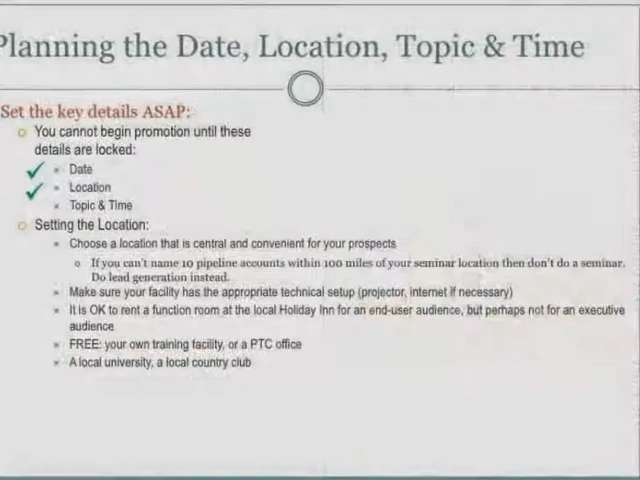 Planning the Date, Location, Topic & Time
Set the key details ASAP:
You cannot begin promotion until these
details are locked:
Date
Location
Topic & Time
Setting the Location:
Choose a location that is central and convenient for your prospects
If you can't name 10 pipeline accounts within 100 miles of your seminar location then don't do a seminar.
Do lead generation instead.
Make sure your facility has the appropriate technical setup (projector, internet if necessary)
It is OK to rent a function room at the local Holiday Inn for an end-user audience, but perhaps not for an executive
audience
FREE: your own training facility, or a PTC office
A local university, a local country club